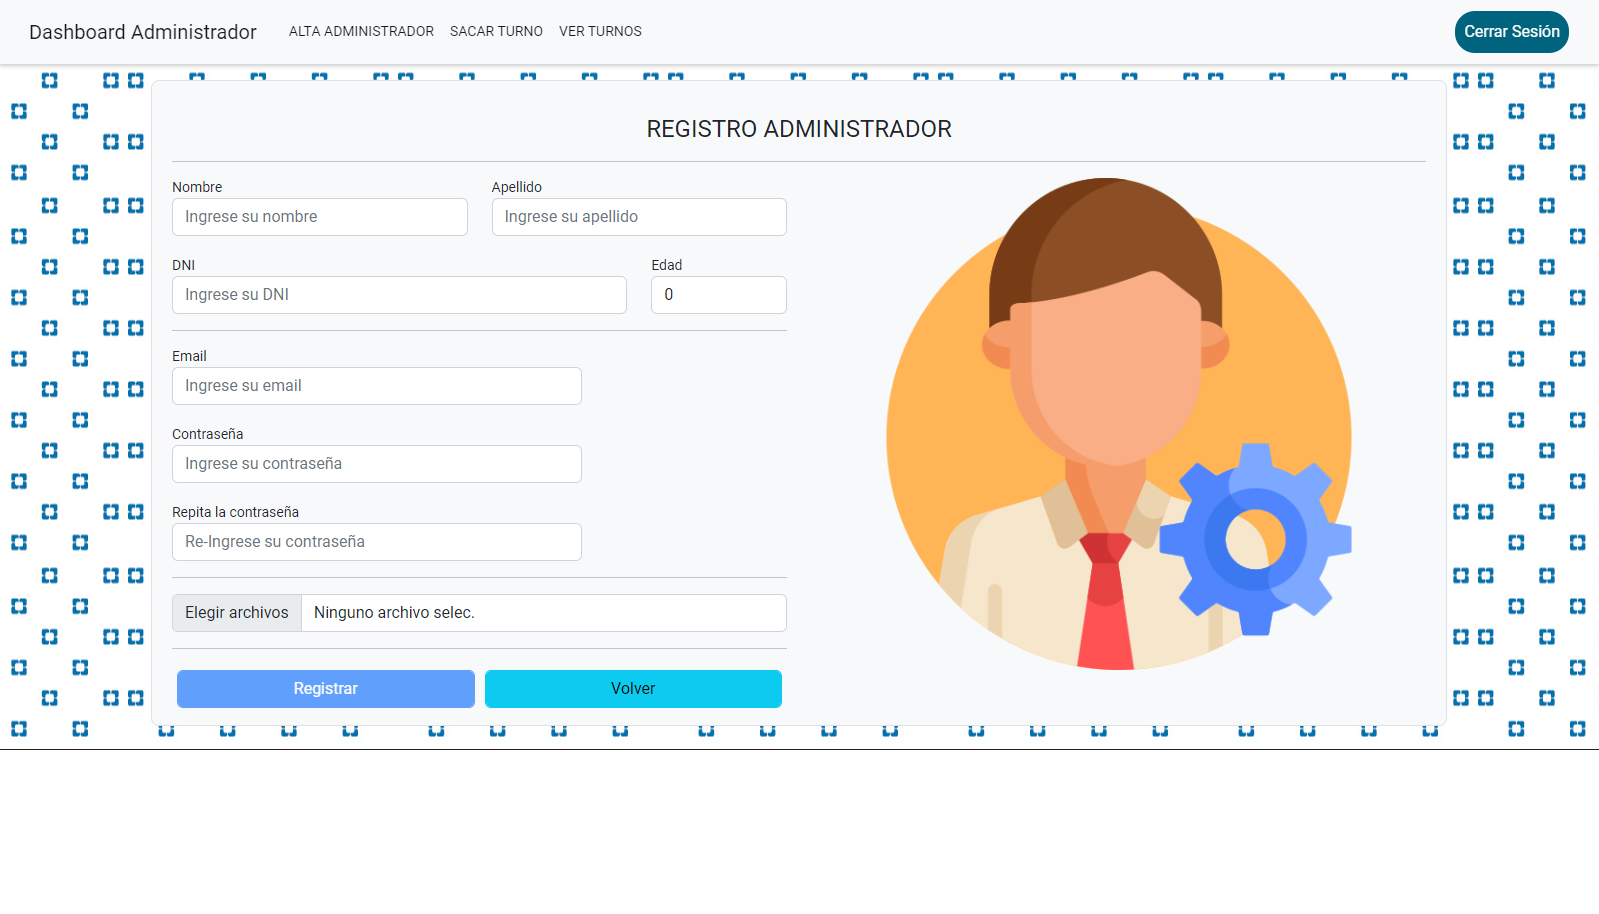 Dashboard Administrador
ALTA ADMINISTRADOR
SACAR TURNO
VER TURNOS
Cerrar Sesión
REGISTRO ADMINISTRADOR
Nombre
Apellido
Ingrese su nombre
Ingrese su apellido
DNI
Edad
Ingrese su DNI
0
Email
Ingrese su email
Contraseña
Ingrese su contraseña
Repita la contraseña
Re-Ingrese su contraseña
Elegir archivos
Ninguno archivo selec.
Registrar
Volver